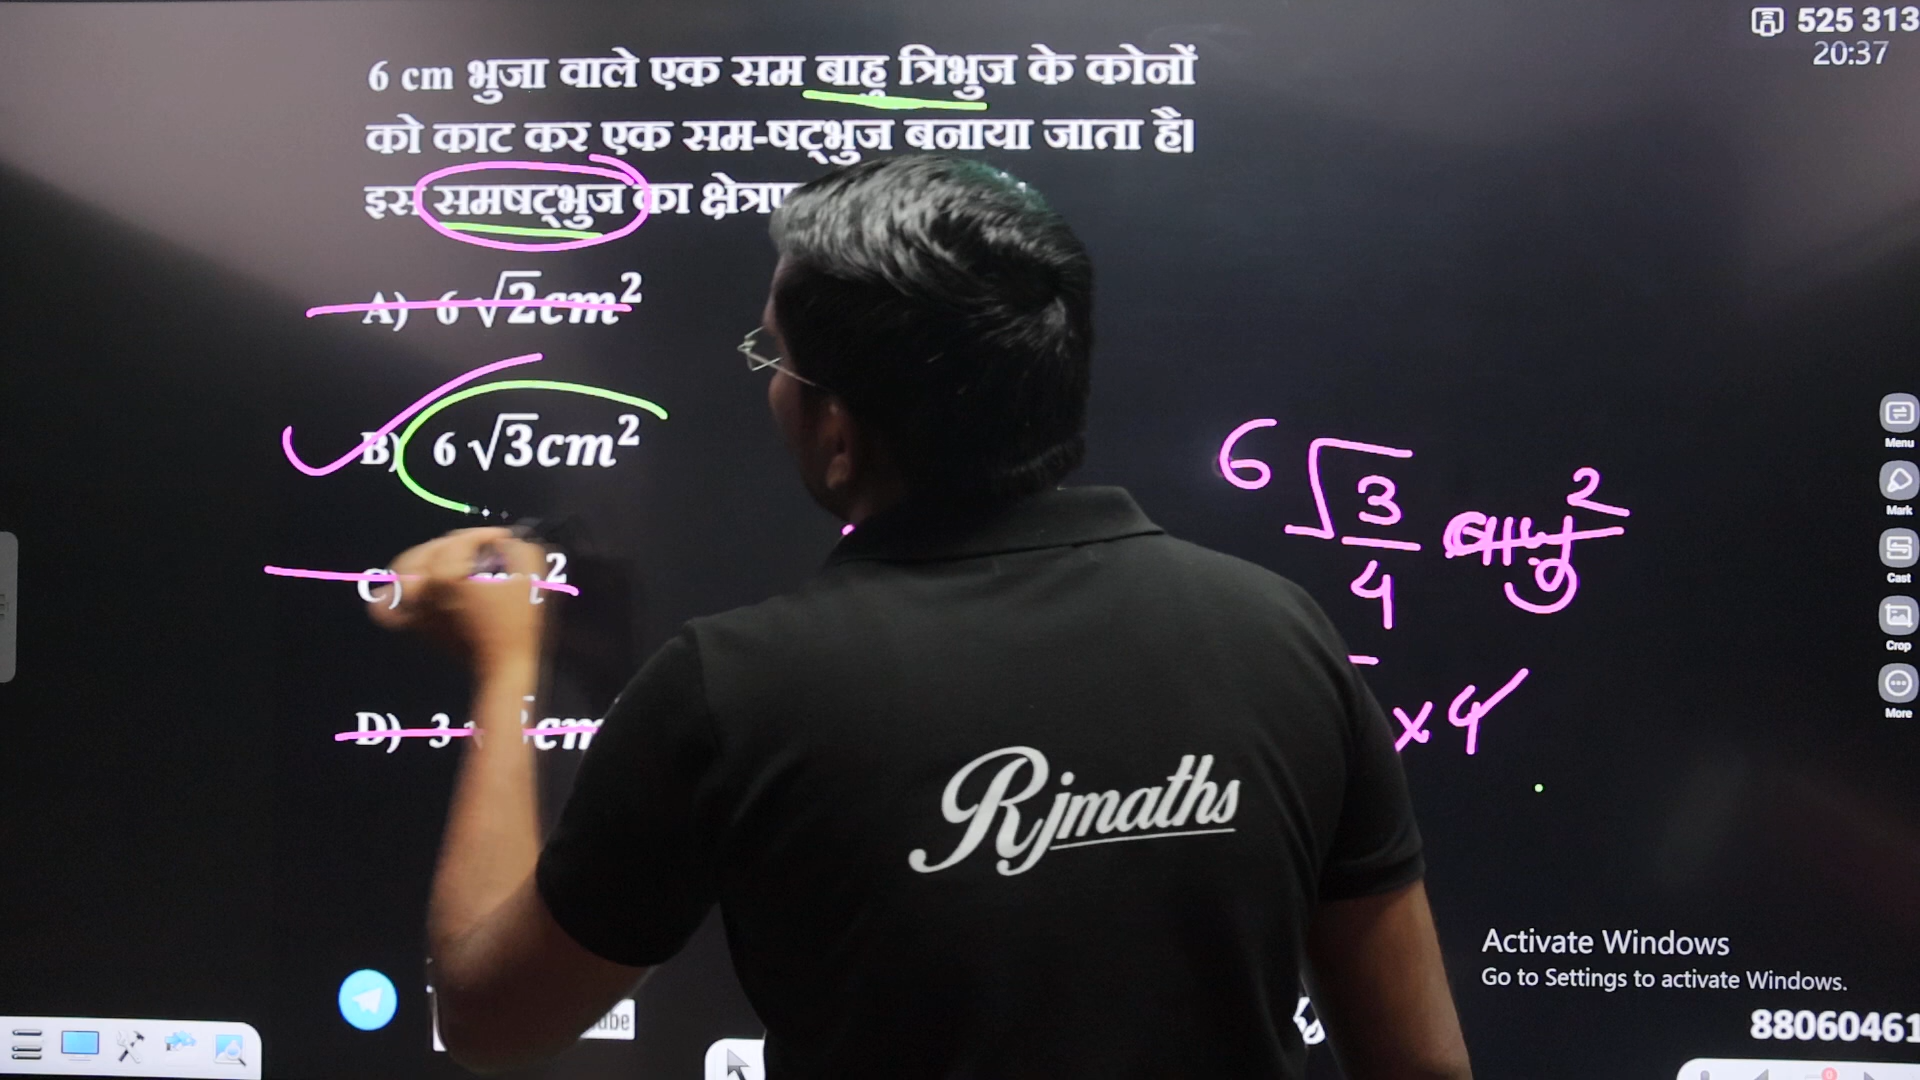 525 313
20:37
6 cm भुजा वाले एक सम बाहु त्रिभुज के कोनों
को काट कर एक सम-षट्भुज बनाया जाता है।
इस समषट्भुज का
A) 6 √2cm²
B) 6 √3cm²
C)
D) 3
6 √3/4 भुजा²
× 4
Menu
Mark
Cast
Crop
More
Rjmaths
Activate Windows
Go to Settings to activate Windows.
88060461